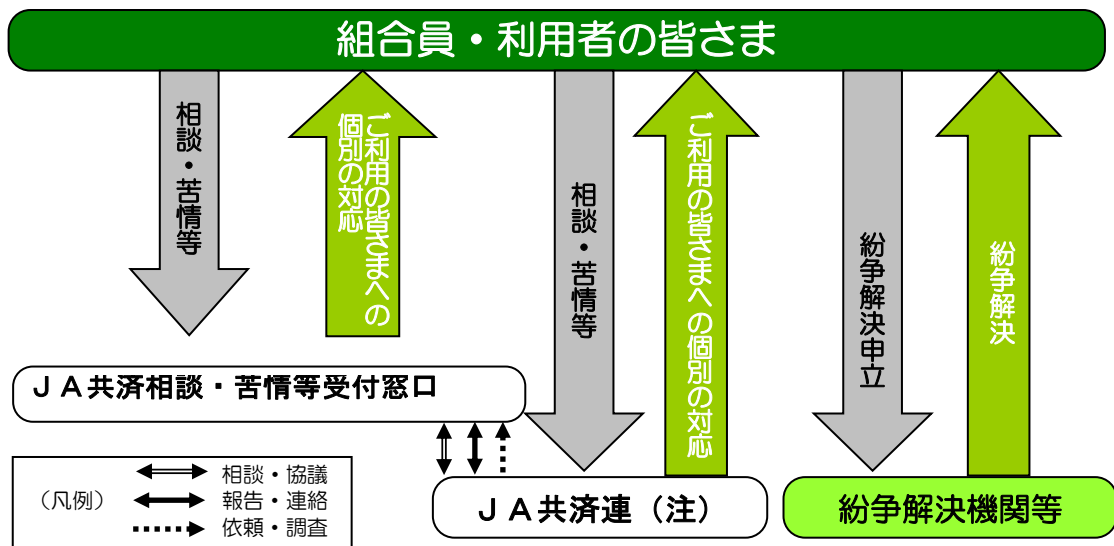 組合員・利用者の皆さま
相談・苦情等
ご利用の皆さまへの
個別の対応
相談・苦情等
ご利用の皆さまへの個別の対応
紛争解決申立
紛争解決
JA共済相談・苦情等受付窓口
(凡例)
相談・協議
報告・連絡
依頼・調査
JA共済連(注)
紛争解決機関等